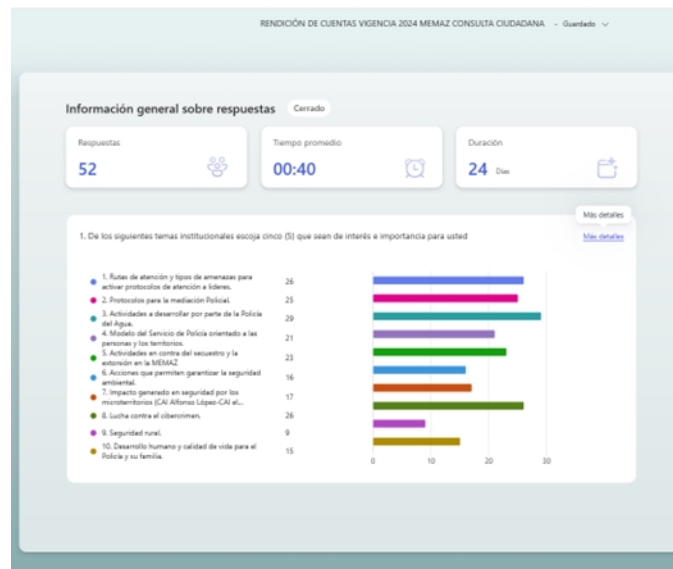 RENDICIÓN DE CUENTAS VIGENCIA 2024 MEMAZ CONSULTA CIUDADANA - Guardado
Información general sobre respuestas Cerrado
Respuestas
52
Tiempo promedio
00:40
Duración
24 Días
Más detalles
1. De los siguientes temas institucionales escoja cinco (5) que sean de interés e importancia para usted
Más detalles
1. Rutas de atención y tipos de amenazas para
activar protocolos de atención a líderes.
26
2. Protocolos para la mediación Policial.
25
3. Actividades a desarrollar por parte de la Policía
del Agua.
29
4. Modelo del Servicio de Policía orientado a las
personas y los territorios.
21
5. Actividades en contra del secuestro y la
extorsión en la MEMAZ
23
6. Acciones que permiten garantizar la seguridad
ambiental.
16
7. Impacto generado en seguridad por los
microterritorios (CAI Alfonso López-CAI el...
17
8. Lucha contra el cibercrimen.
26
9. Seguridad rural.
9
10. Desarrollo humano y calidad de vida para el
Policía y su familia.
15
0 10 20 30